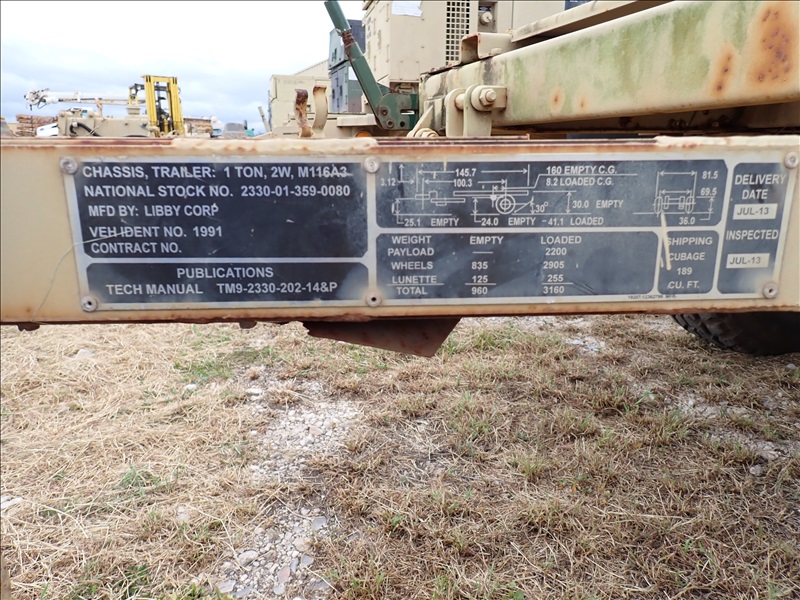 CHASSIS, TRAILER: 1 TON, 2W, M116A3
NATIONAL STOCK NO. 2330-01-359-0080
MFD BY: LIBBY CORP
VEH IDENT NO. 1991
CONTRACT NO.
PUBLICATIONS
TECH MANUAL TM9-2330-202-14&P
145.7
3.12
100.3
160 EMPTY C.G.
8.2 LOADED C.G.
30°
30.0 EMPTY
25.1 EMPTY
24.0 EMPTY
41.1 LOADED
81.5
69.5
36.0
WEIGHT EMPTY LOADED
PAYLOAD — 2200
WHEELS 835 2905
LUNETTE 125 255
TOTAL 960 3160
SHIPPING
CUBAGE
189
CU. FT.
DELIVERY
DATE
JUL-13
INSPECTED
JUL-13